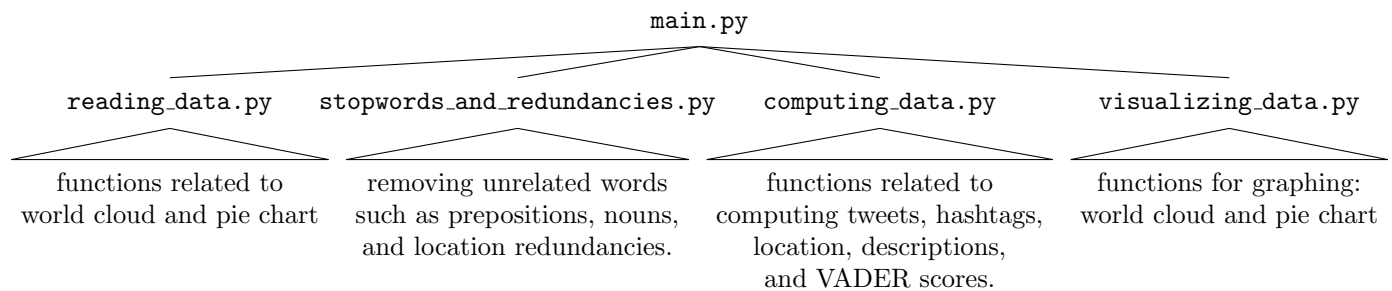 main.py
reading_data.py
stopwords_and_redundancies.py
computing_data.py
visualizing_data.py
functions related to
world cloud and pie chart
removing unrelated words
such as prepositions, nouns,
and location redundancies.
functions related to
computing tweets, hashtags,
location, descriptions,
and VADER scores.
functions for graphing:
world cloud and pie chart